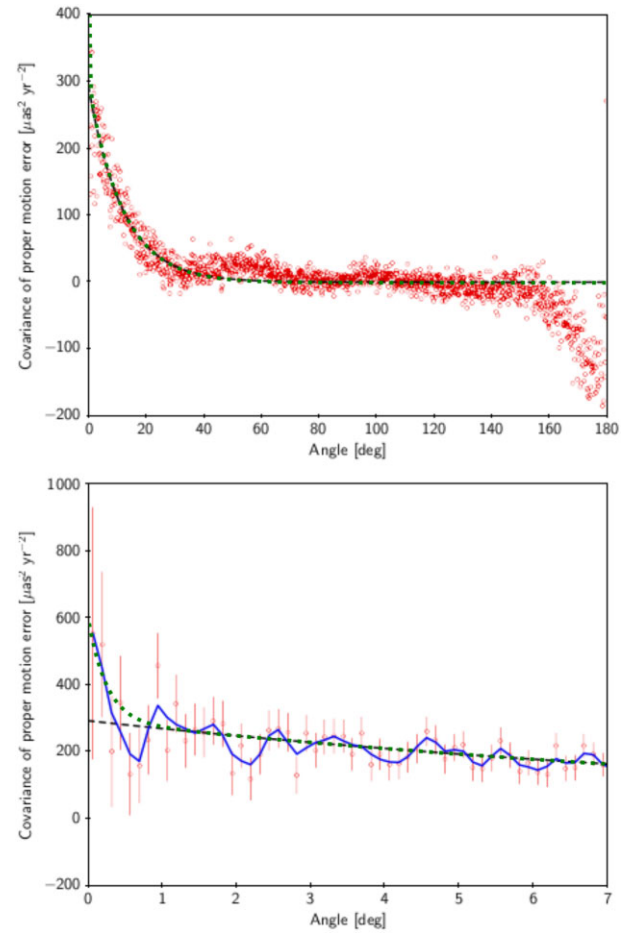 400
300
200
100
0
−100
−200
Covariance of proper motion error [μas² yr⁻²]
0 20 40 60 80 100 120 140 160 180
Angle [deg]
1000
800
600
400
200
0
−200
Covariance of proper motion error [μas² yr⁻²]
0 1 2 3 4 5 6 7
Angle [deg]